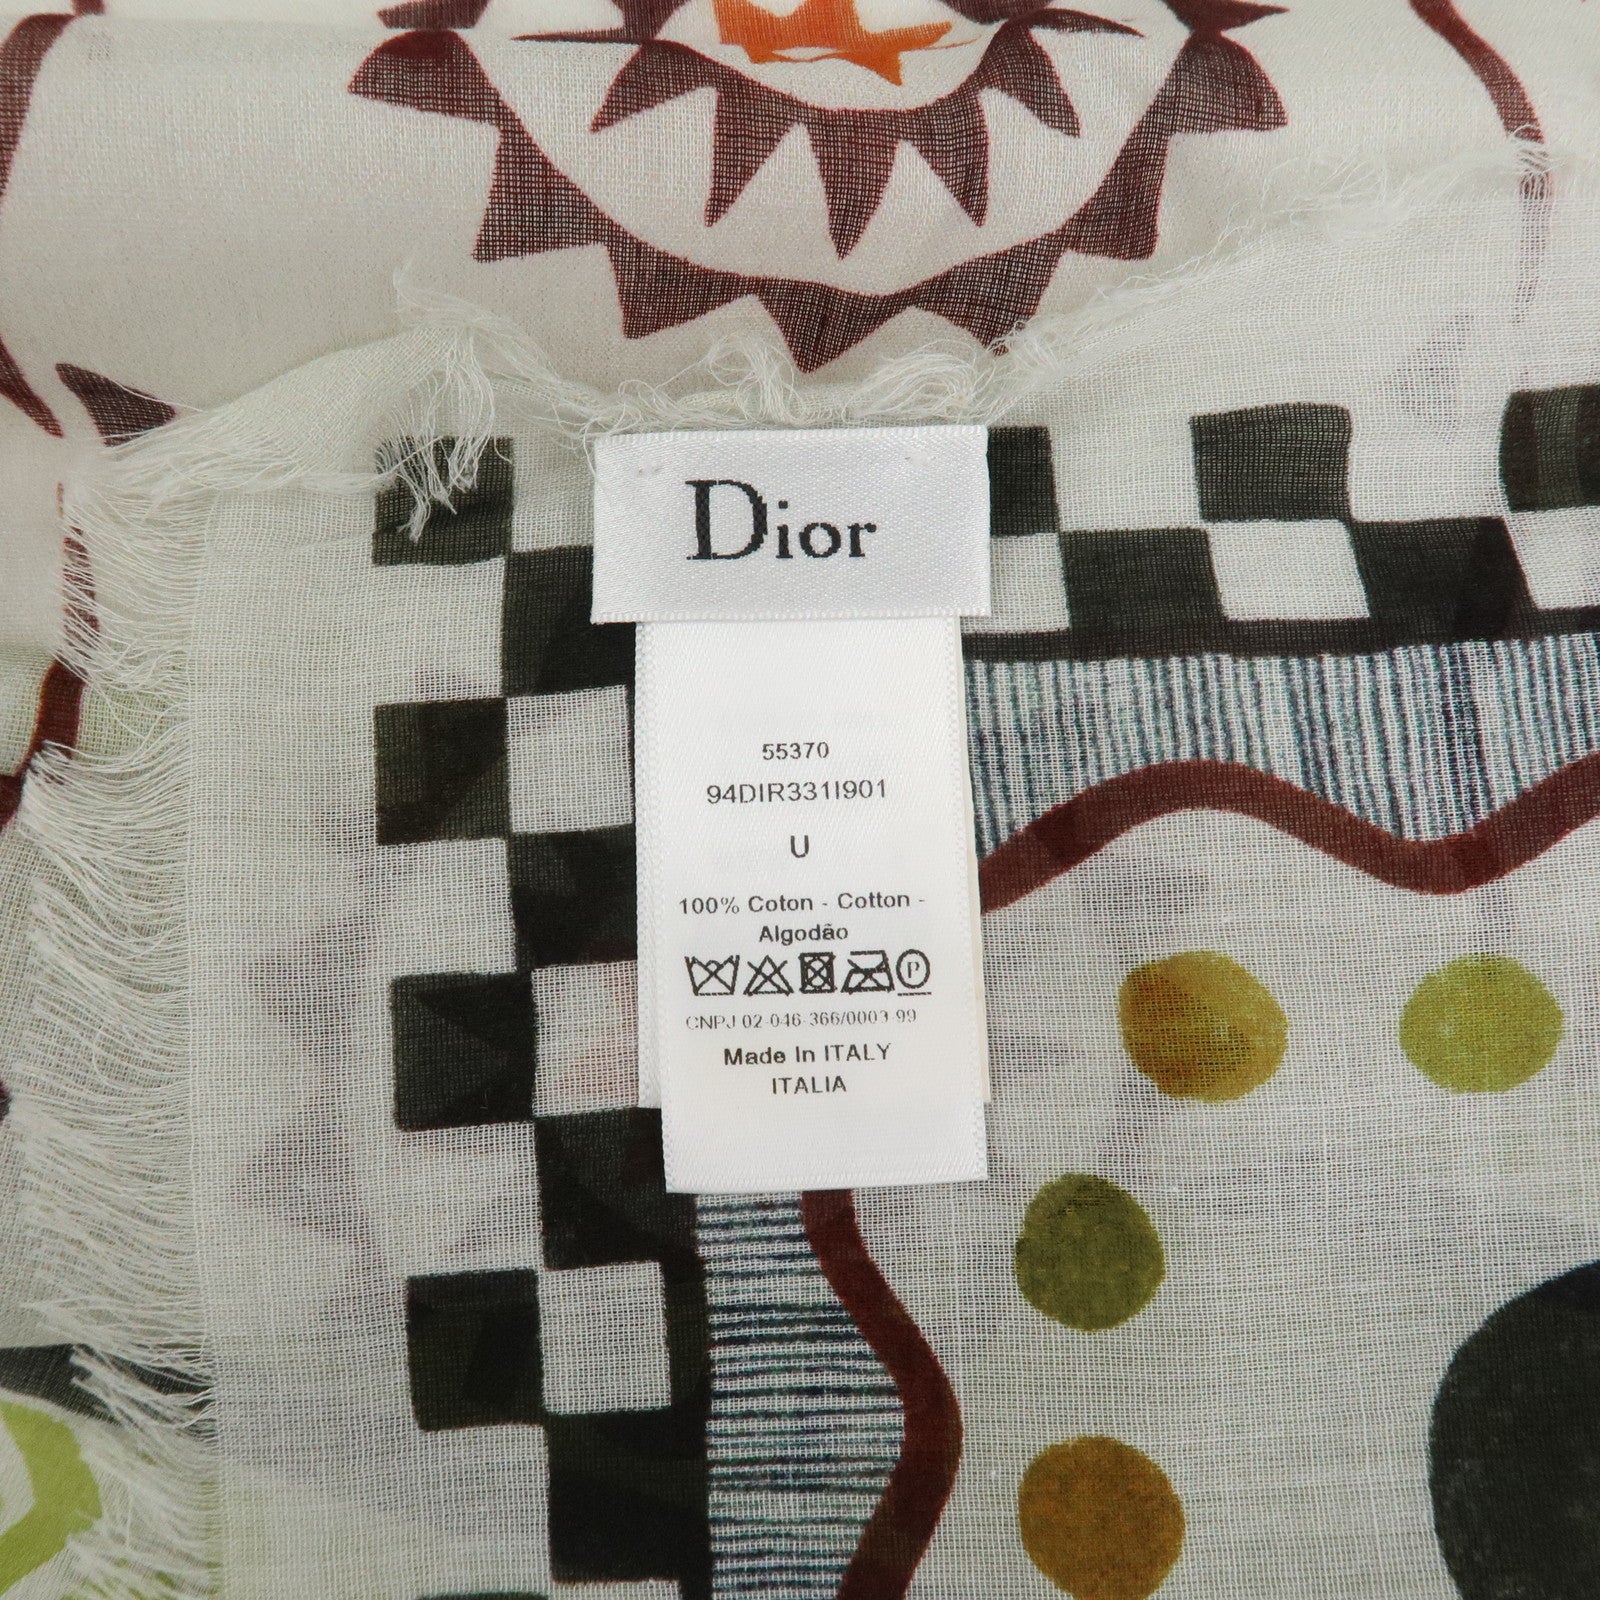 Dior
55370
94DIR331I901
U
100% Coton - Cotton -
Algodão
P
CNPJ 02-046-366/0003-99
Made In ITALY
ITALIA